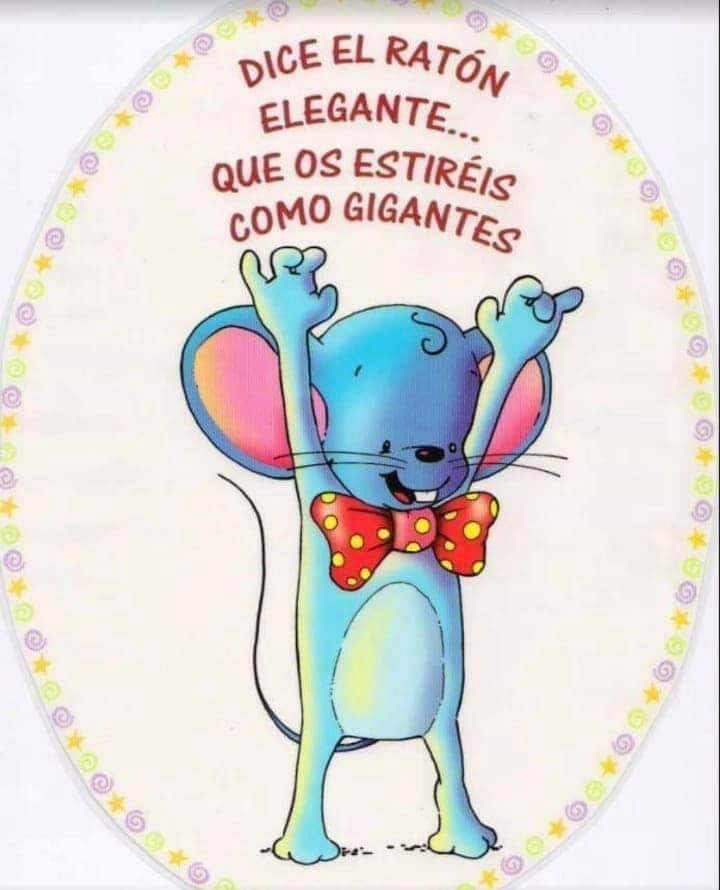 DICE EL RATÓN
ELEGANTE...
QUE OS ESTIRÉIS
COMO GIGANTES